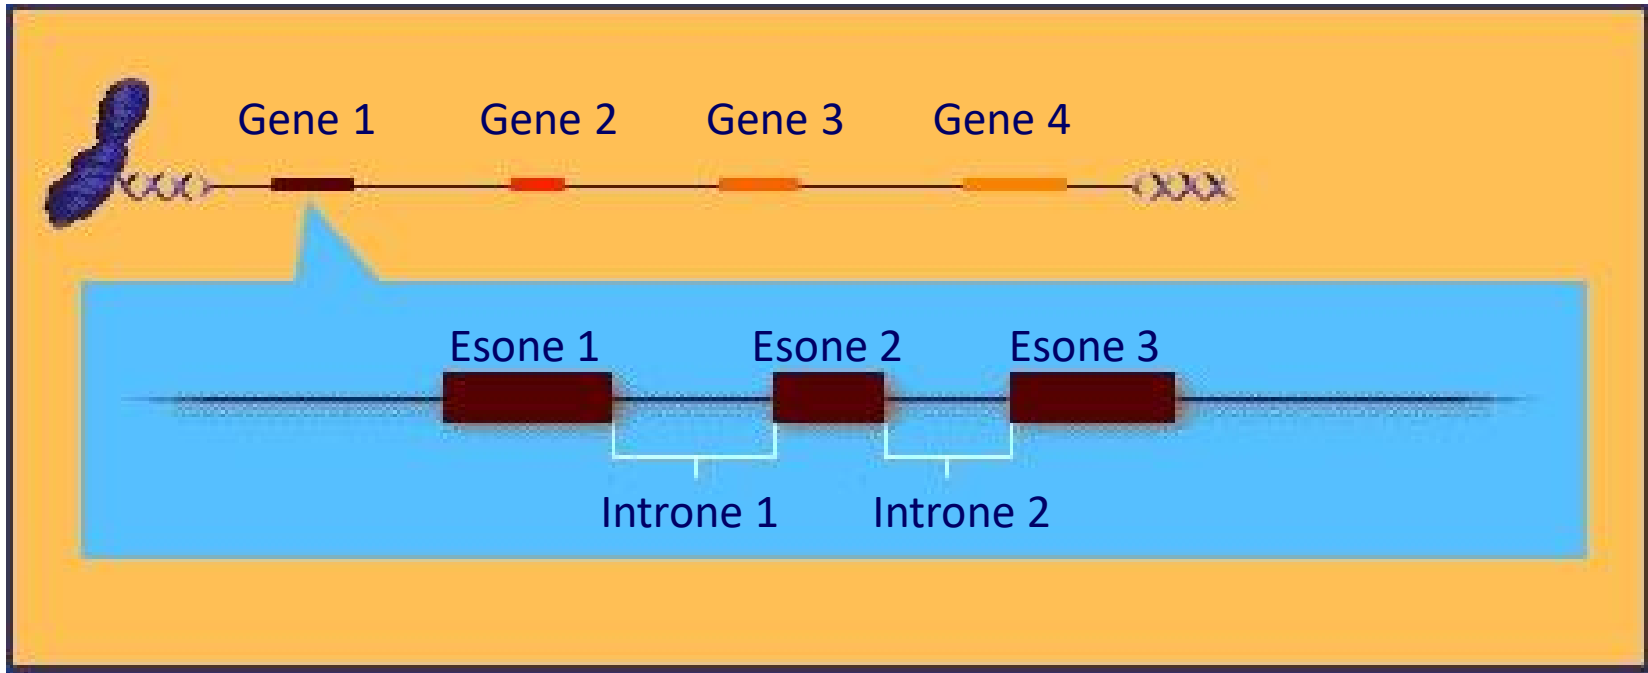 Gene 1 Gene 2 Gene 3 Gene 4
Esone 1 Esone 2 Esone 3
Introne 1 Introne 2